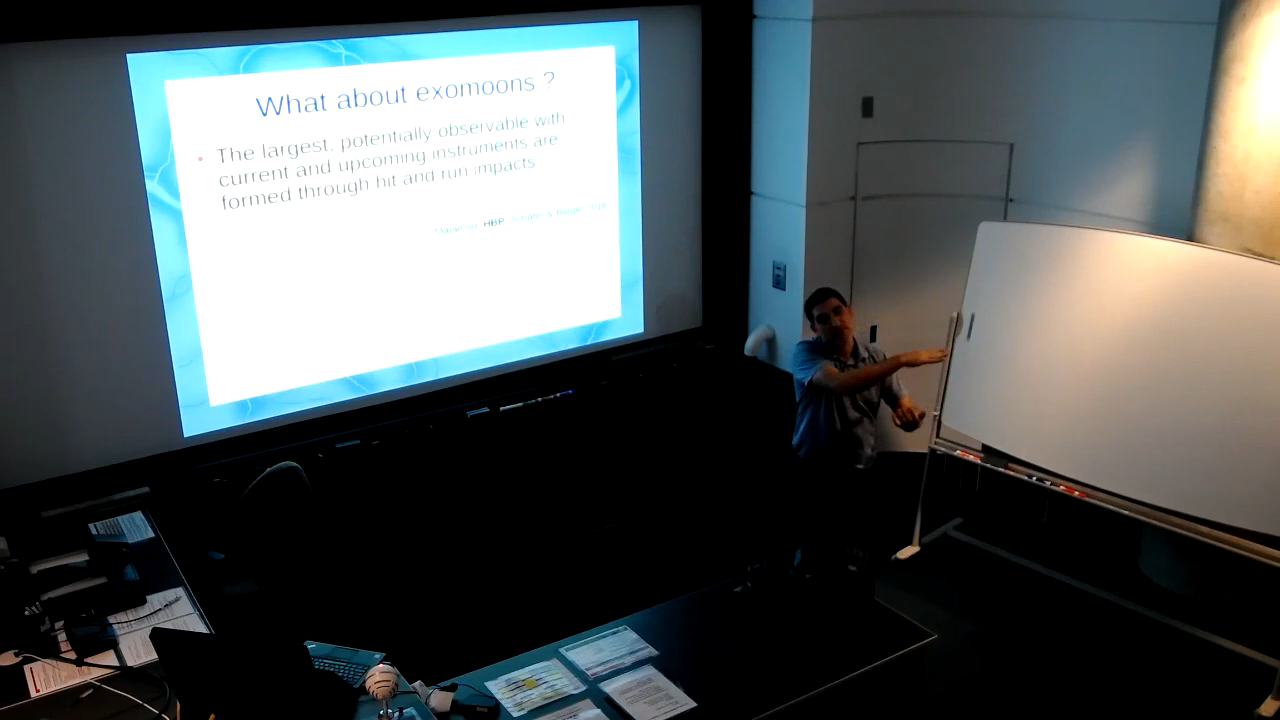 What about exomoons ?
• The largest, potentially observable with
current and upcoming instruments are
formed through hit and run impacts
HBP